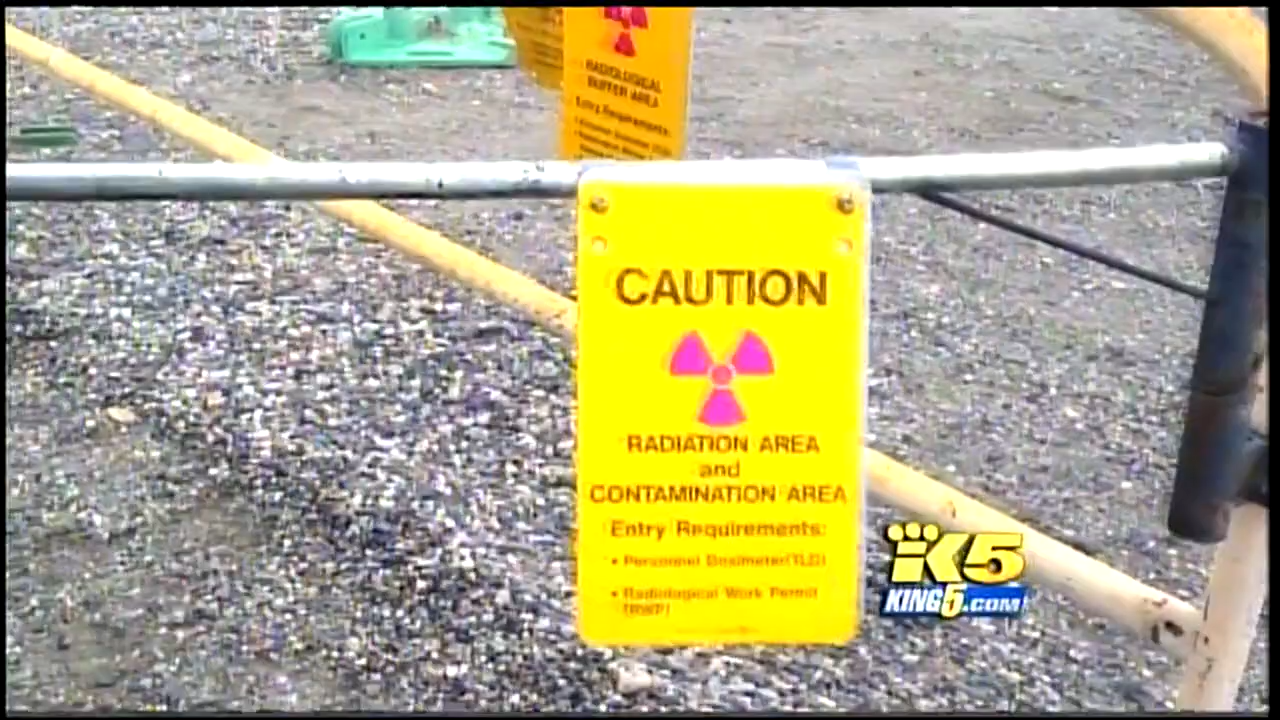 RADIOLOGICAL
BUFFER AREA
Entry Requirements:
CAUTION
RADIATION AREA
and
CONTAMINATION AREA
Entry Requirements:
• Personnel Dosimeter(TLD)
• Radiological Work Permit
(RWP)
K5
KING5.COM